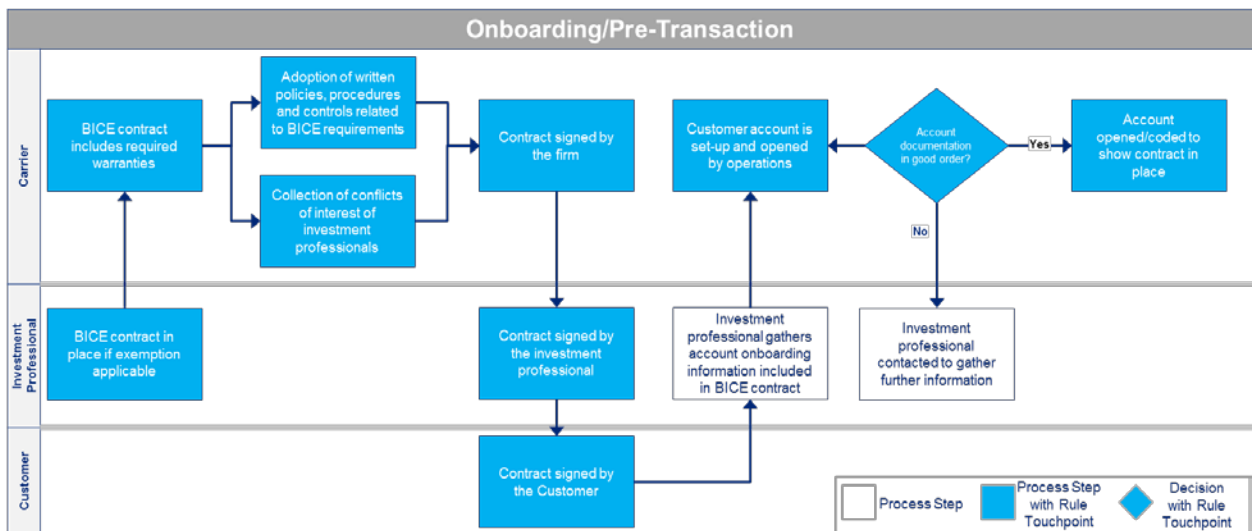 Onboarding/Pre-Transaction
Carrier
BICE contract
includes required
warranties
Adoption of written
policies, procedures
and controls related
to BICE requirements
Collection of conflicts
of interest of
investment
professionals
Contract signed by
the firm
Customer account is
set-up and opened
by operations
Account
documentation
in good order?
Yes
Account
opened/coded to
show contract in
place
No
Investment
Professional
BICE contract in
place if exemption
applicable
Contract signed by
the investment
professional
Investment
professional gathers
account onboarding
information included
in BICE contract
Investment
professional
contacted to gather
further information
Customer
Contract signed by
the Customer
Process Step
Process Step
with Rule
Touchpoint
Decision
with Rule
Touchpoint